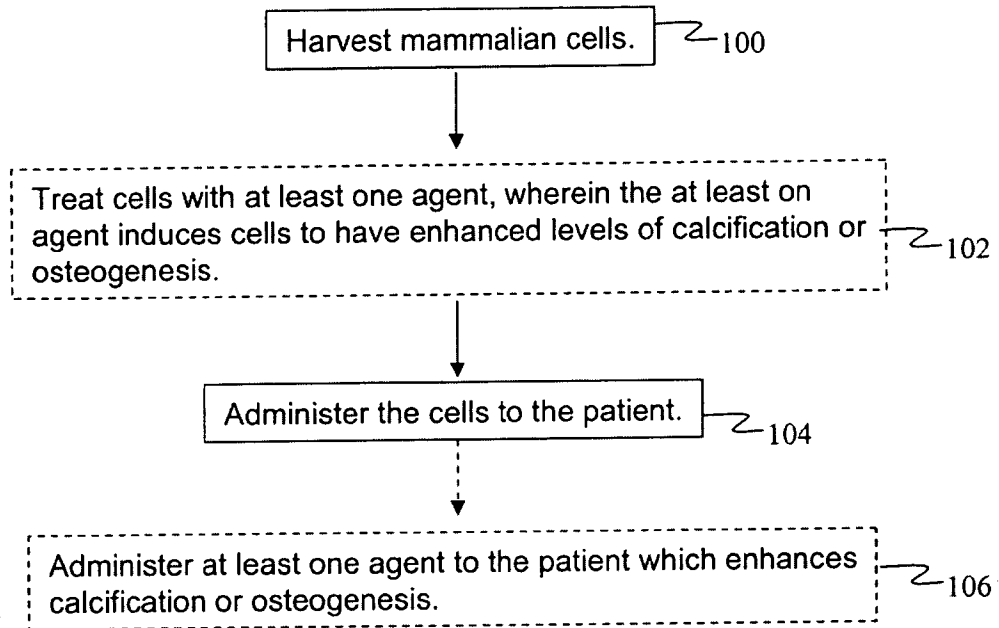 Harvest mammalian cells.
100
Treat cells with at least one agent, wherein the at least on
agent induces cells to have enhanced levels of calcification or
osteogenesis.
102
Administer the cells to the patient.
104
Administer at least one agent to the patient which enhances
calcification or osteogenesis.
106